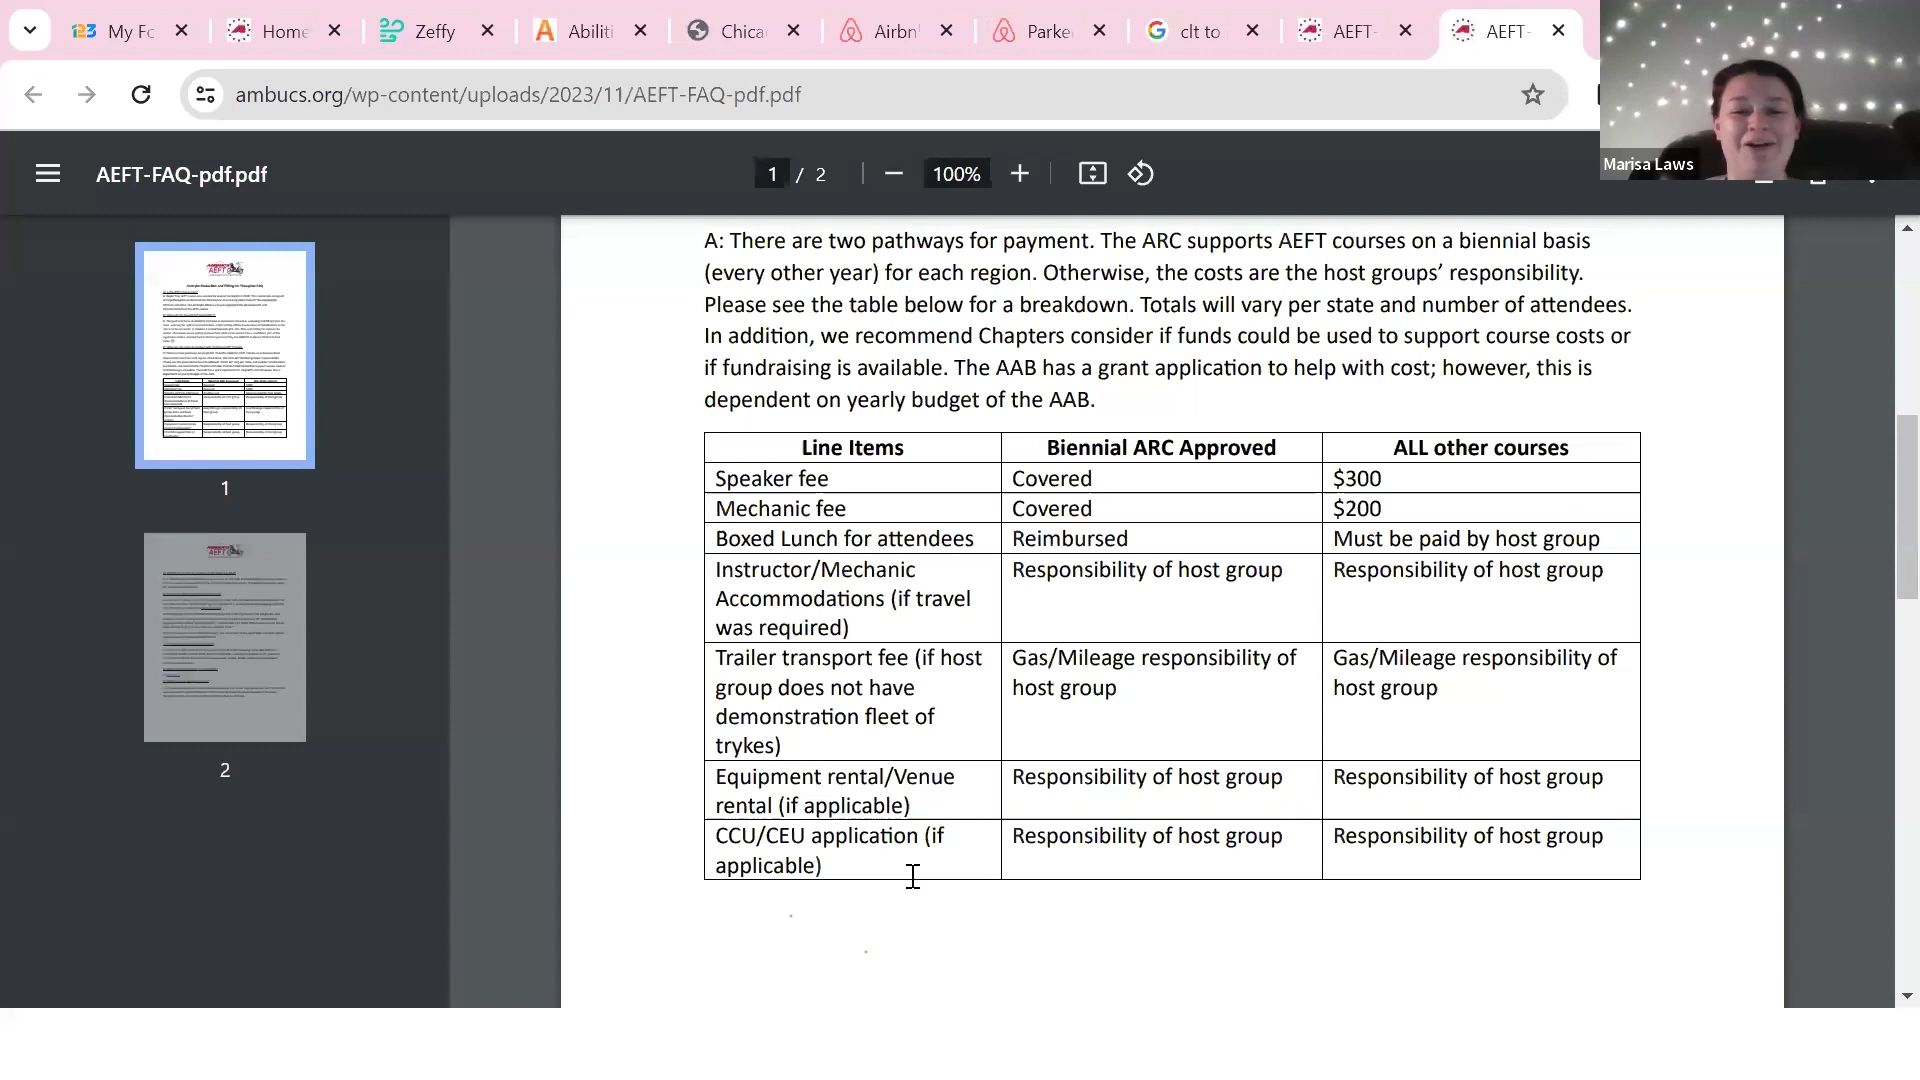 My Fo
Home
Zeffy
Abiliti
Chica
Airbn
Parke
clt to
AEFT-
AEFT-
ambucs.org/wp-content/uploads/2023/11/AEFT-FAQ-pdf.pdf
Marisa Laws
AEFT-FAQ-pdf.pdf
1 / 2
100%
A: There are two pathways for payment. The ARC supports AEFT courses on a biennial basis
(every other year) for each region. Otherwise, the costs are the host groups’ responsibility.
Please see the table below for a breakdown. Totals will vary per state and number of attendees.
In addition, we recommend Chapters consider if funds could be used to support course costs or
if fundraising is available. The AAB has a grant application to help with cost; however, this is
dependent on yearly budget of the AAB.
Line Items Biennial ARC Approved ALL other courses
Speaker fee Covered $300
Mechanic fee Covered $200
Boxed Lunch for attendees Reimbursed Must be paid by host group
Instructor/Mechanic Responsibility of host group Responsibility of host group
Accommodations (if travel
was required)
Trailer transport fee (if host Gas/Mileage responsibility of Gas/Mileage responsibility of
group does not have host group host group
demonstration fleet of
trykes)
Equipment rental/Venue Responsibility of host group Responsibility of host group
rental (if applicable)
CCU/CEU application (if Responsibility of host group Responsibility of host group
applicable)
1
2